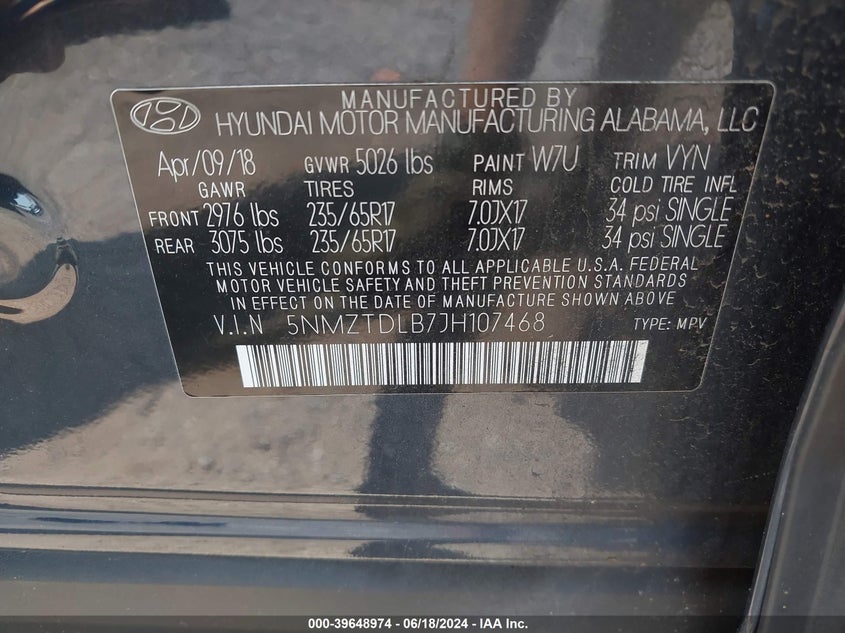 MANUFACTURED BY
HYUNDAI MOTOR MANUFACTURING ALABAMA, LLC
Apr/09/18 GVWR 5026 lbs PAINT W7U TRIM VYN
GAWR TIRES RIMS COLD TIRE INFL
FRONT 2976 lbs 235/65R17 7.0JX17 34 psi SINGLE
REAR 3075 lbs 235/65R17 7.0JX17 34 psi SINGLE
THIS VEHICLE CONFORMS TO ALL APPLICABLE U.S.A. FEDERAL
MOTOR VEHICLE SAFETY AND THEFT PREVENTION STANDARDS
IN EFFECT ON THE DATE OF MANUFACTURE SHOWN ABOVE
V.I.N 5NMZTDLB7JH107468 TYPE: MPV
000-39648974 - 06/18/2024 - IAA Inc.